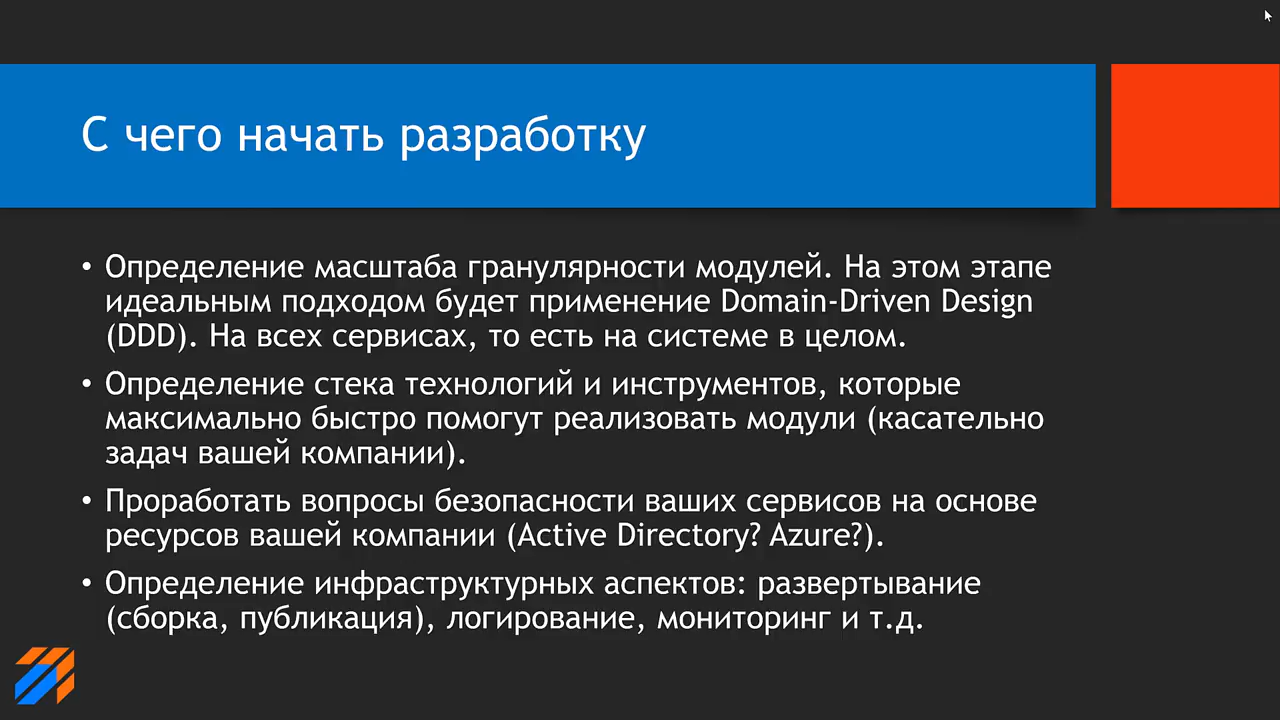 С чего начать разработку
• Определение масштаба гранулярности модулей. На этом этапе
идеальным подходом будет применение Domain-Driven Design
(DDD). На всех сервисах, то есть на системе в целом.
• Определение стека технологий и инструментов, которые
максимально быстро помогут реализовать модули (касательно
задач вашей компании).
• Проработать вопросы безопасности ваших сервисов на основе
ресурсов вашей компании (Active Directory? Azure?).
• Определение инфраструктурных аспектов: развертывание
(сборка, публикация), логирование, мониторинг и т.д.